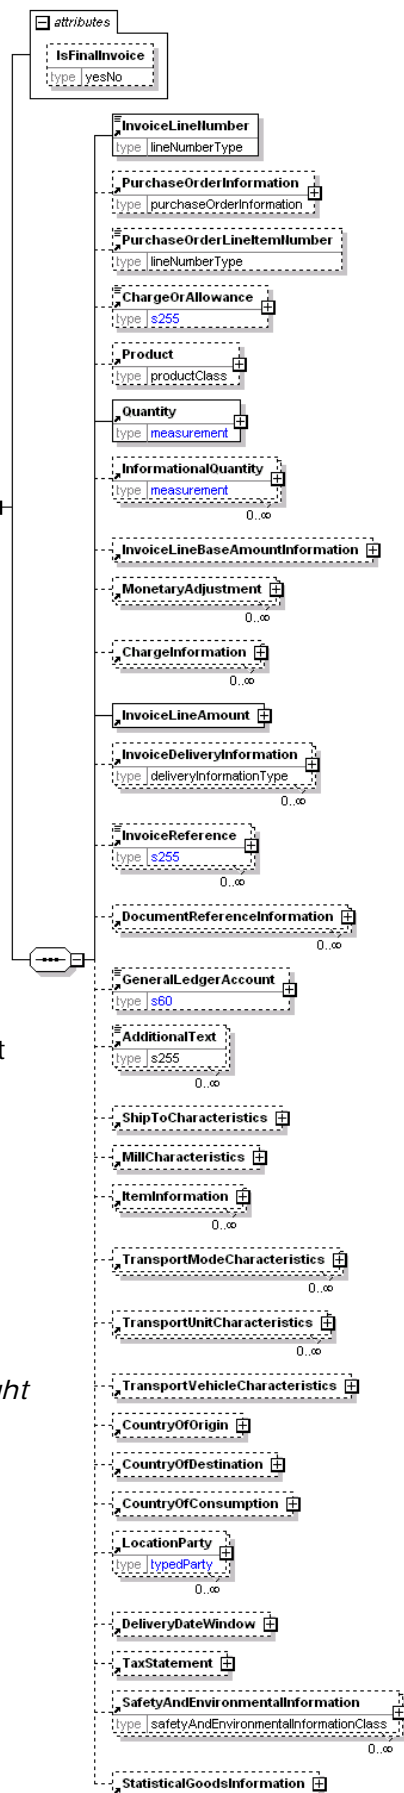 attributes
IsFinalInvoice
type yesNo
InvoiceLineNumber
type lineNumberType
PurchaseOrderInformation
type purchaseOrderInformation
PurchaseOrderLineItemNumber
type lineNumberType
ChargeOrAllowance
type s255
Product
type productClass
Quantity
type measurement
InformationalQuantity
type measurement
0..∞
InvoiceLineBaseAmountInformation
MonetaryAdjustment
0..∞
ChargeInformation
0..∞
InvoiceLineAmount
InvoiceDeliveryInformation
type deliveryInformationType
0..∞
InvoiceReference
type s255
0..∞
DocumentReferenceInformation
0..∞
GeneralLedgerAccount
type s60
AdditionalText
t
type s255
0..∞
ShipToCharacteristics
MillCharacteristics
ItemInformation
0..∞
TransportModeCharacteristics
0..∞
TransportUnitCharacteristics
0..∞
ght
TransportVehicleCharacteristics
CountryOfOrigin
CountryOfDestination
CountryOfConsumption
LocationParty
type typedParty
0..∞
DeliveryDateWindow
TaxStatement
SafetyAndEnvironmentalInformation
type safetyAndEnvironmentalInformationClass
0..∞
StatisticalGoodsInformation